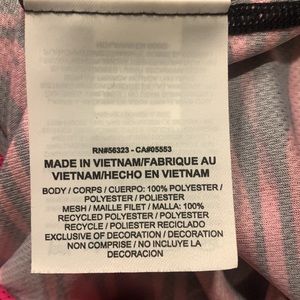 RN#56323 - CA#05553
MADE IN VIETNAM/FABRIQUE AU
VIETNAM/HECHO EN VIETNAM
BODY / CORPS / CUERPO: 100% POLYESTER /
POLYESTER / POLIESTER
MESH / MAILLE FILET / MALLA: 100%
RECYCLED POLYESTER / POLYESTER
RECYCLE / POLIESTER RECICLADO
EXCLUSIVE OF DECORATION / DECORATION
NON COMPRISE / NO INCLUYE LA
DECORACION